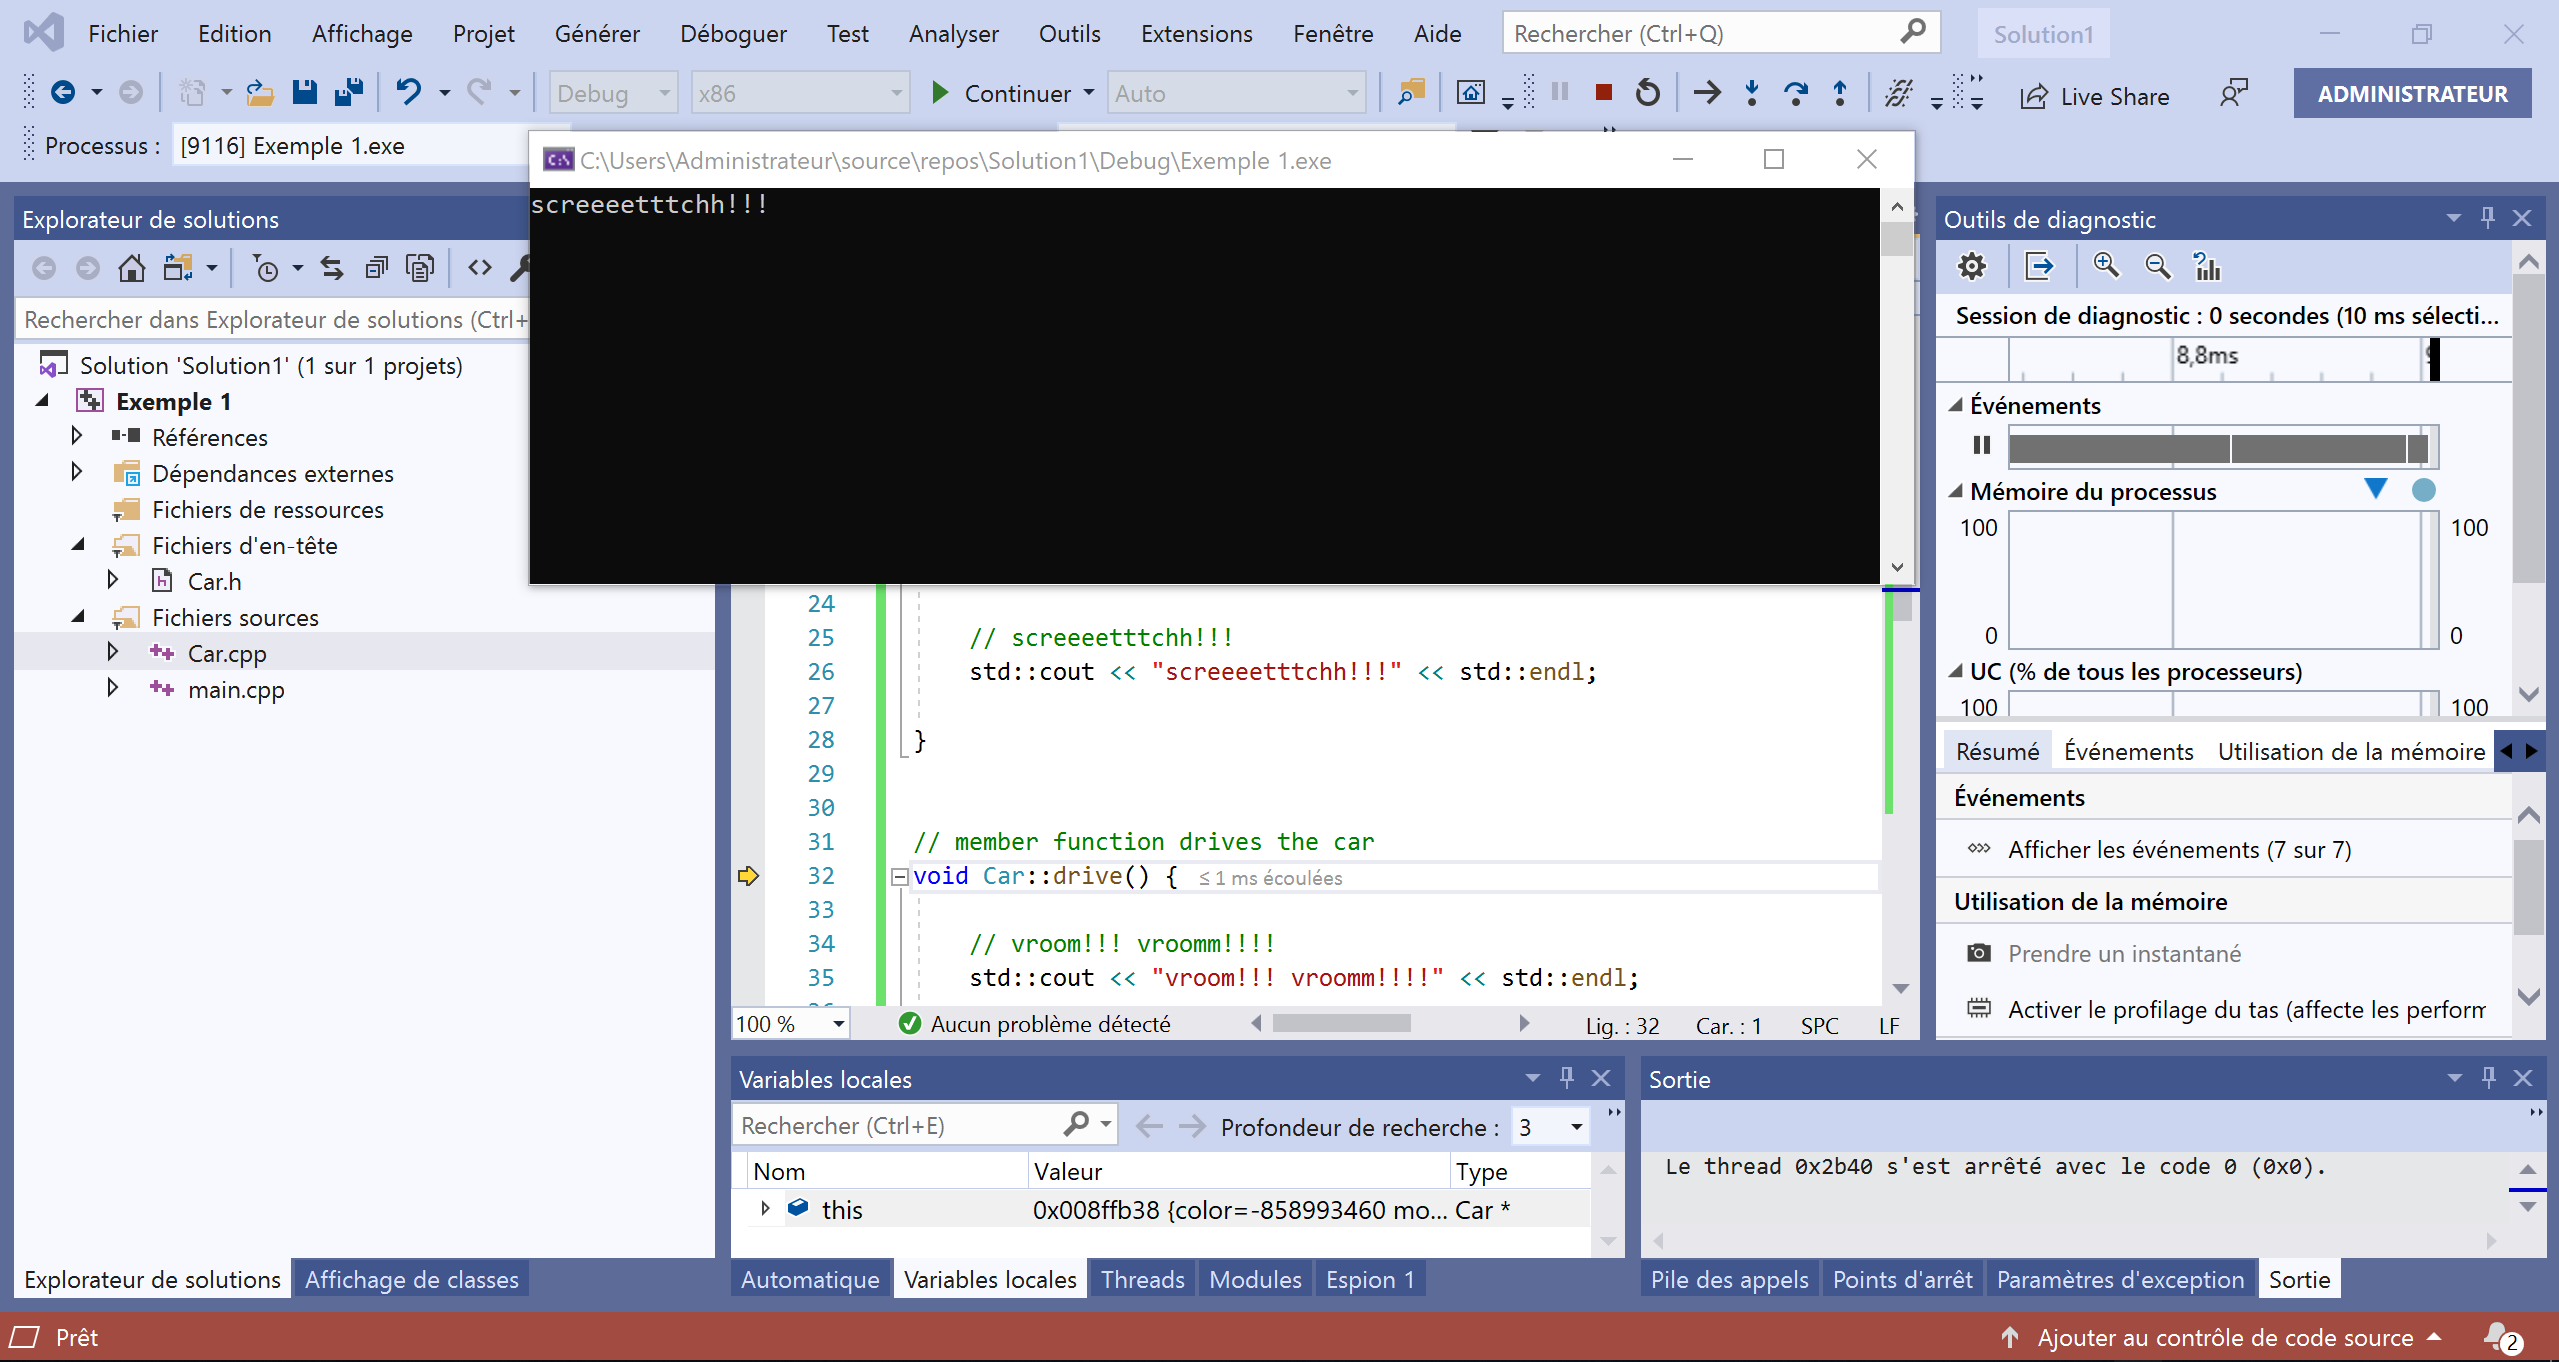 Fichier Edition Affichage Projet Générer Déboguer Test Analyser Outils Extensions Fenêtre Aide Rechercher (Ctrl+Q) Solution1
Debug x86 Continuer Auto Live Share ADMINISTRATEUR
Processus : [9116] Exemple 1.exe
C:\Users\Administrateur\source\repos\Solution1\Debug\Exemple 1.exe
screeeetttchh!!!
Explorateur de solutions
Rechercher dans Explorateur de solutions (Ctrl+
Solution 'Solution1' (1 sur 1 projets)
Exemple 1
Références
Dépendances externes
Fichiers de ressources
Fichiers d'en-tête
Car.h
Fichiers sources
Car.cpp
main.cpp
Explorateur de solutions Affichage de classes
24
25 // screeeetttchh!!!
26 std::cout << "screeeetttchh!!!" << std::endl;
27
28 }
29
30
31 // member function drives the car
32 void Car::drive() { ≤ 1 ms écoulées
33
34 // vroom!!! vroomm!!!!
35 std::cout << "vroom!!! vroomm!!!!" << std::endl;
100 % Aucun problème détecté Lig. : 32 Car. : 1 SPC LF
Variables locales
Rechercher (Ctrl+E) Profondeur de recherche : 3
Nom Valeur Type
this 0x008ffb38 {color=-858993460 mo... Car *
Automatique Variables locales Threads Modules Espion 1
Outils de diagnostic
Session de diagnostic : 0 secondes (10 ms sélecti...
8,8ms
Événements
Mémoire du processus
100 100
0 0
UC (% de tous les processeurs)
100 100
Résumé Événements Utilisation de la mémoire
Événements
Afficher les événements (7 sur 7)
Utilisation de la mémoire
Prendre un instantané
Activer le profilage du tas (affecte les perform
Sortie
Le thread 0x2b40 s'est arrêté avec le code 0 (0x0).
Pile des appels Points d'arrêt Paramètres d'exception Sortie
Prêt Ajouter au contrôle de code source 2